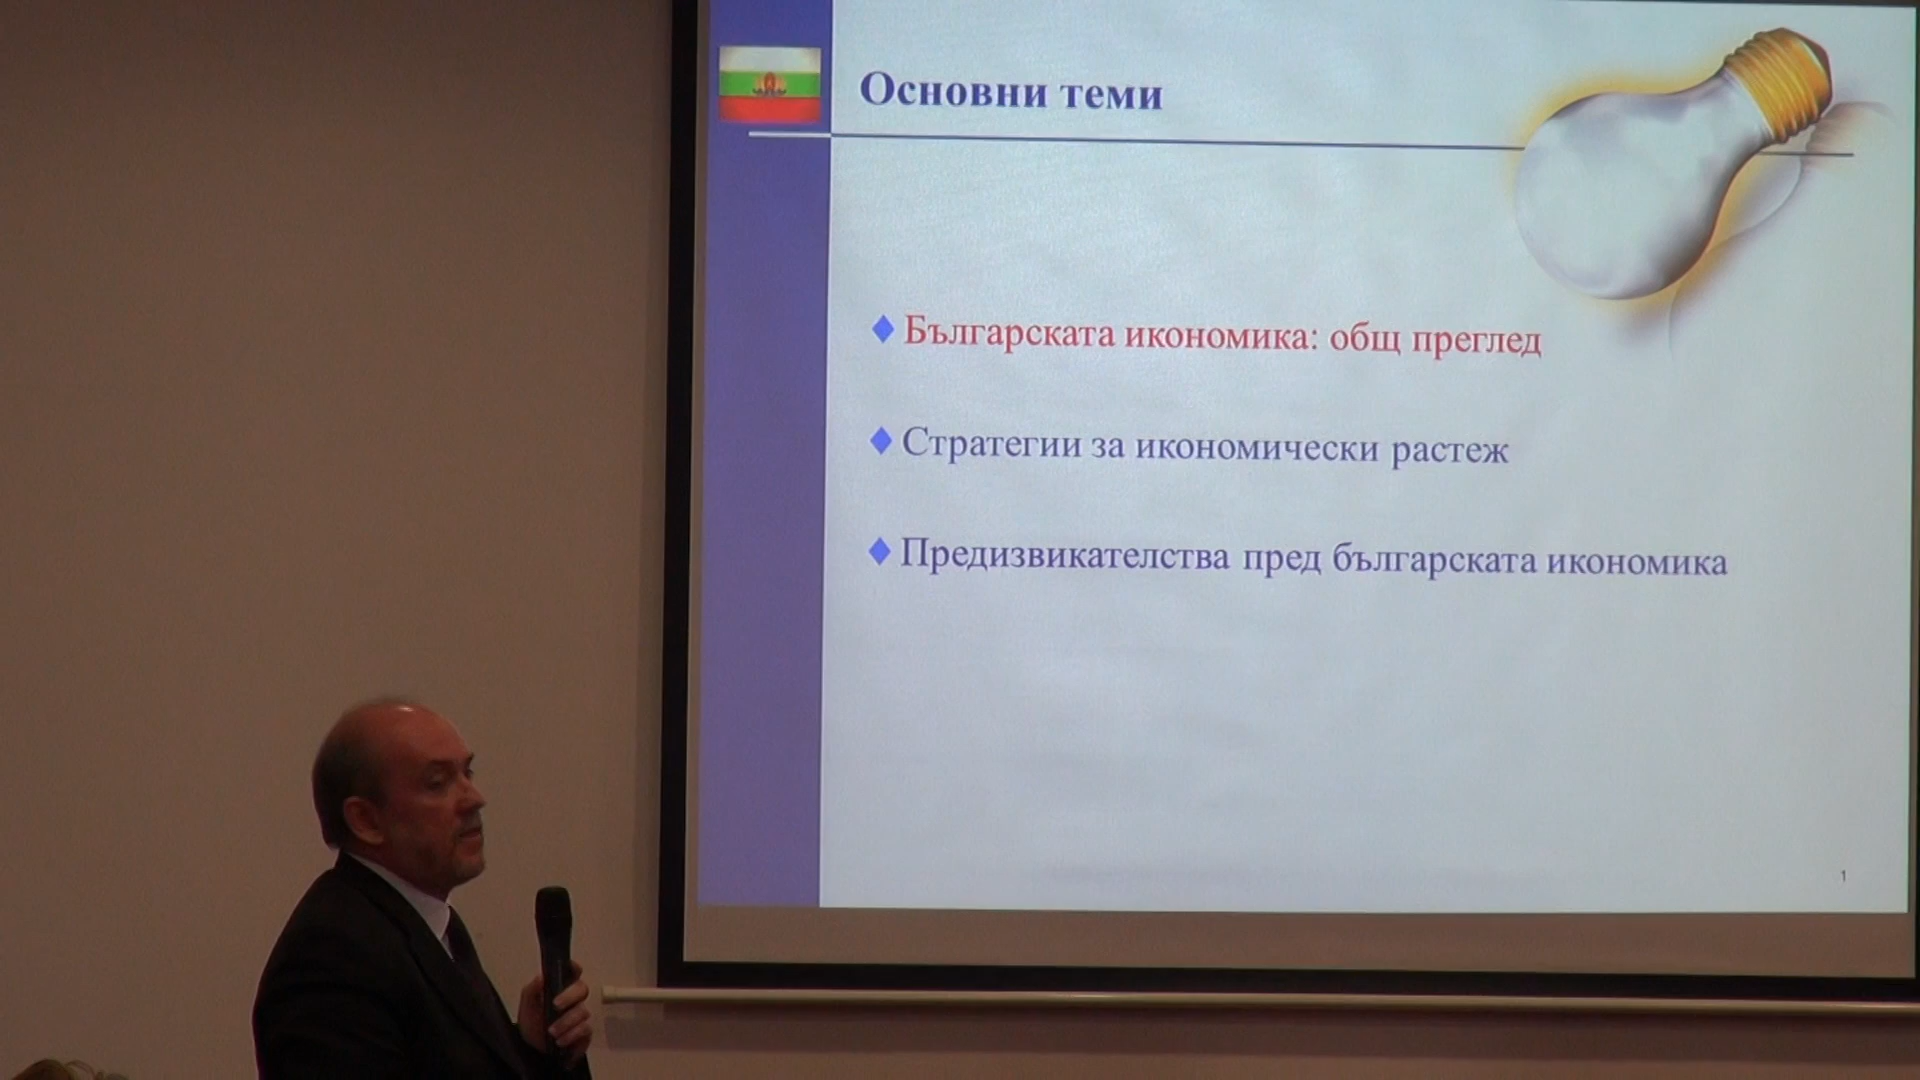 Основни теми
Българската икономика: общ преглед
Стратегии за икономически растеж
Предизвикателства пред българската икономика
1